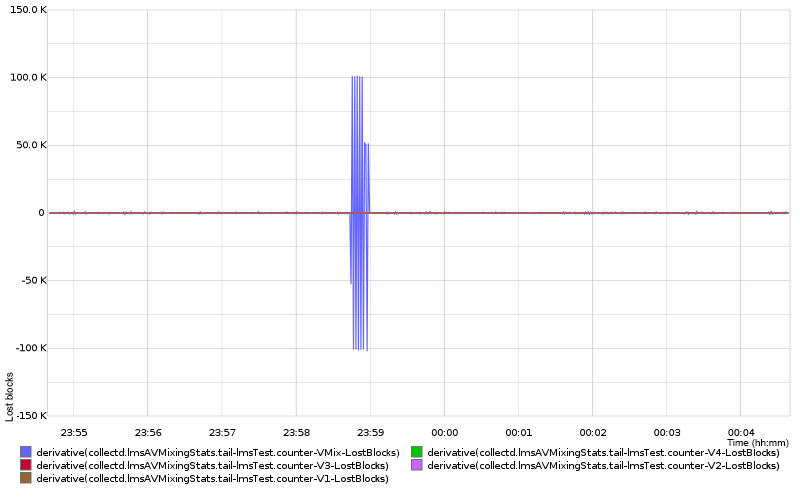 150.0 K
100.0 K
50.0 K
0
-50 K
-100 K
-150 K
Lost blocks
23:55 23:56 23:57 23:58 23:59 00:00 00:01 00:02 00:03 00:04
Time (hh:mm)
derivative(collectd.lmsAVMixingStats.tail-lmsTest.counter-VMix-LostBlocks) derivative(collectd.lmsAVMixingStats.tail-lmsTest.counter-V4-LostBlocks)
derivative(collectd.lmsAVMixingStats.tail-lmsTest.counter-V3-LostBlocks) derivative(collectd.lmsAVMixingStats.tail-lmsTest.counter-V2-LostBlocks)
derivative(collectd.lmsAVMixingStats.tail-lmsTest.counter-V1-LostBlocks)